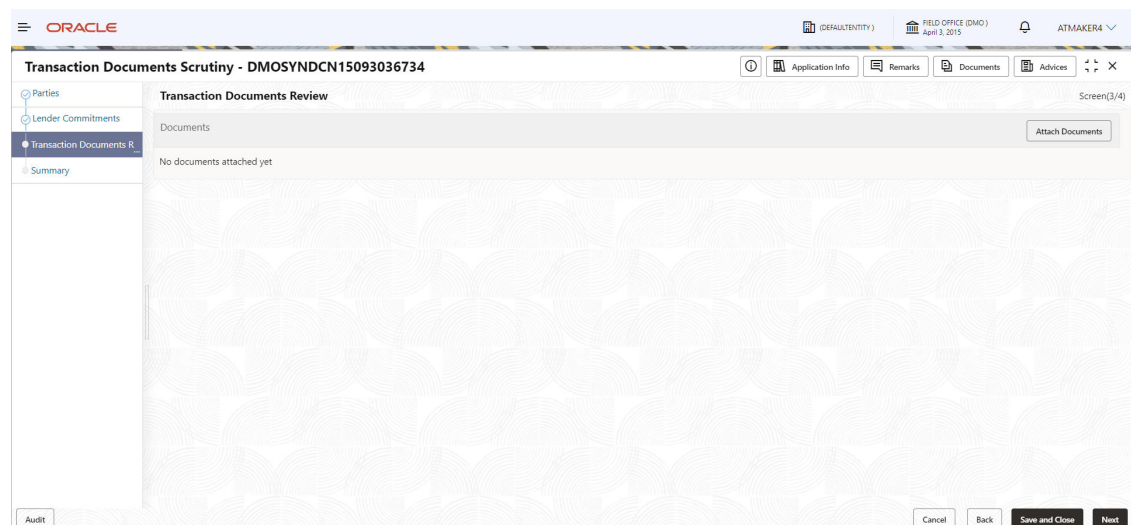 ORACLE
(DEFAULTENTITY )
FIELD OFFICE (DMO )
April 3, 2015
ATMAKER4
Transaction Documents Scrutiny - DMOSYNDCN15093036734
Application Info
Remarks
Documents
Advices
Parties
Lender Commitments
Transaction Documents R
...
Summary
Transaction Documents Review
Screen(3/4)
Documents
Attach Documents
No documents attached yet
Audit
Cancel
Back
Save and Close
Next